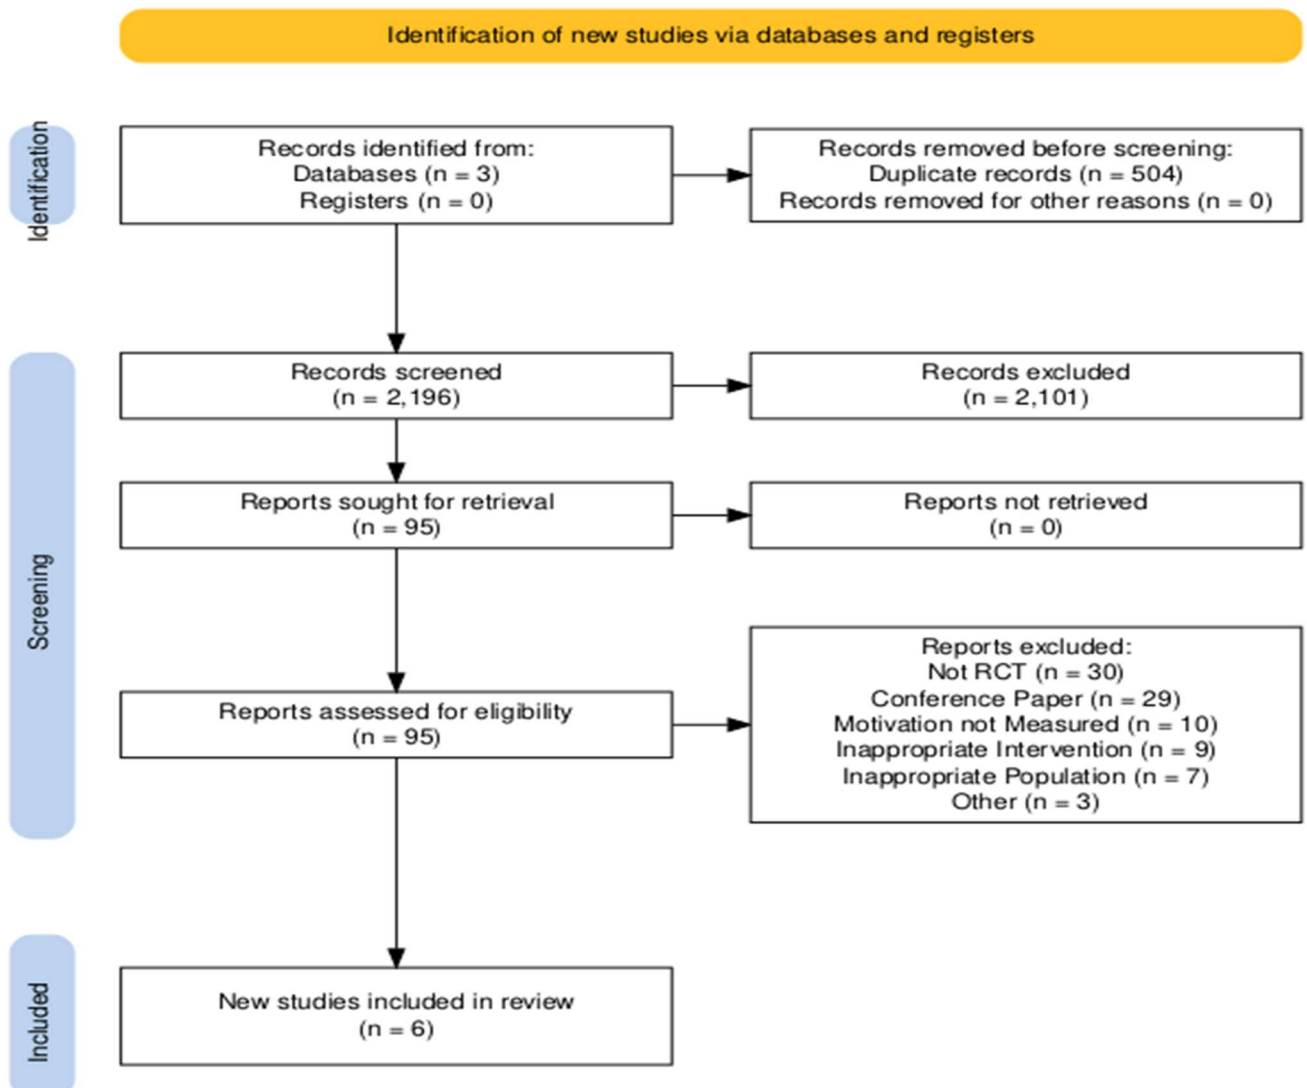 Identification of new studies via databases and registers
Identification
Records identified from:
Databases (n = 3)
Registers (n = 0)
Records removed before screening:
Duplicate records (n = 504)
Records removed for other reasons (n = 0)
Screening
Records screened
(n = 2,196)
Records excluded
(n = 2,101)
Reports sought for retrieval
(n = 95)
Reports not retrieved
(n = 0)
Reports assessed for eligibility
(n = 95)
Reports excluded:
Not RCT (n = 30)
Conference Paper (n = 29)
Motivation not Measured (n = 10)
Inappropriate Intervention (n = 9)
Inappropriate Population (n = 7)
Other (n = 3)
Included
New studies included in review
(n = 6)